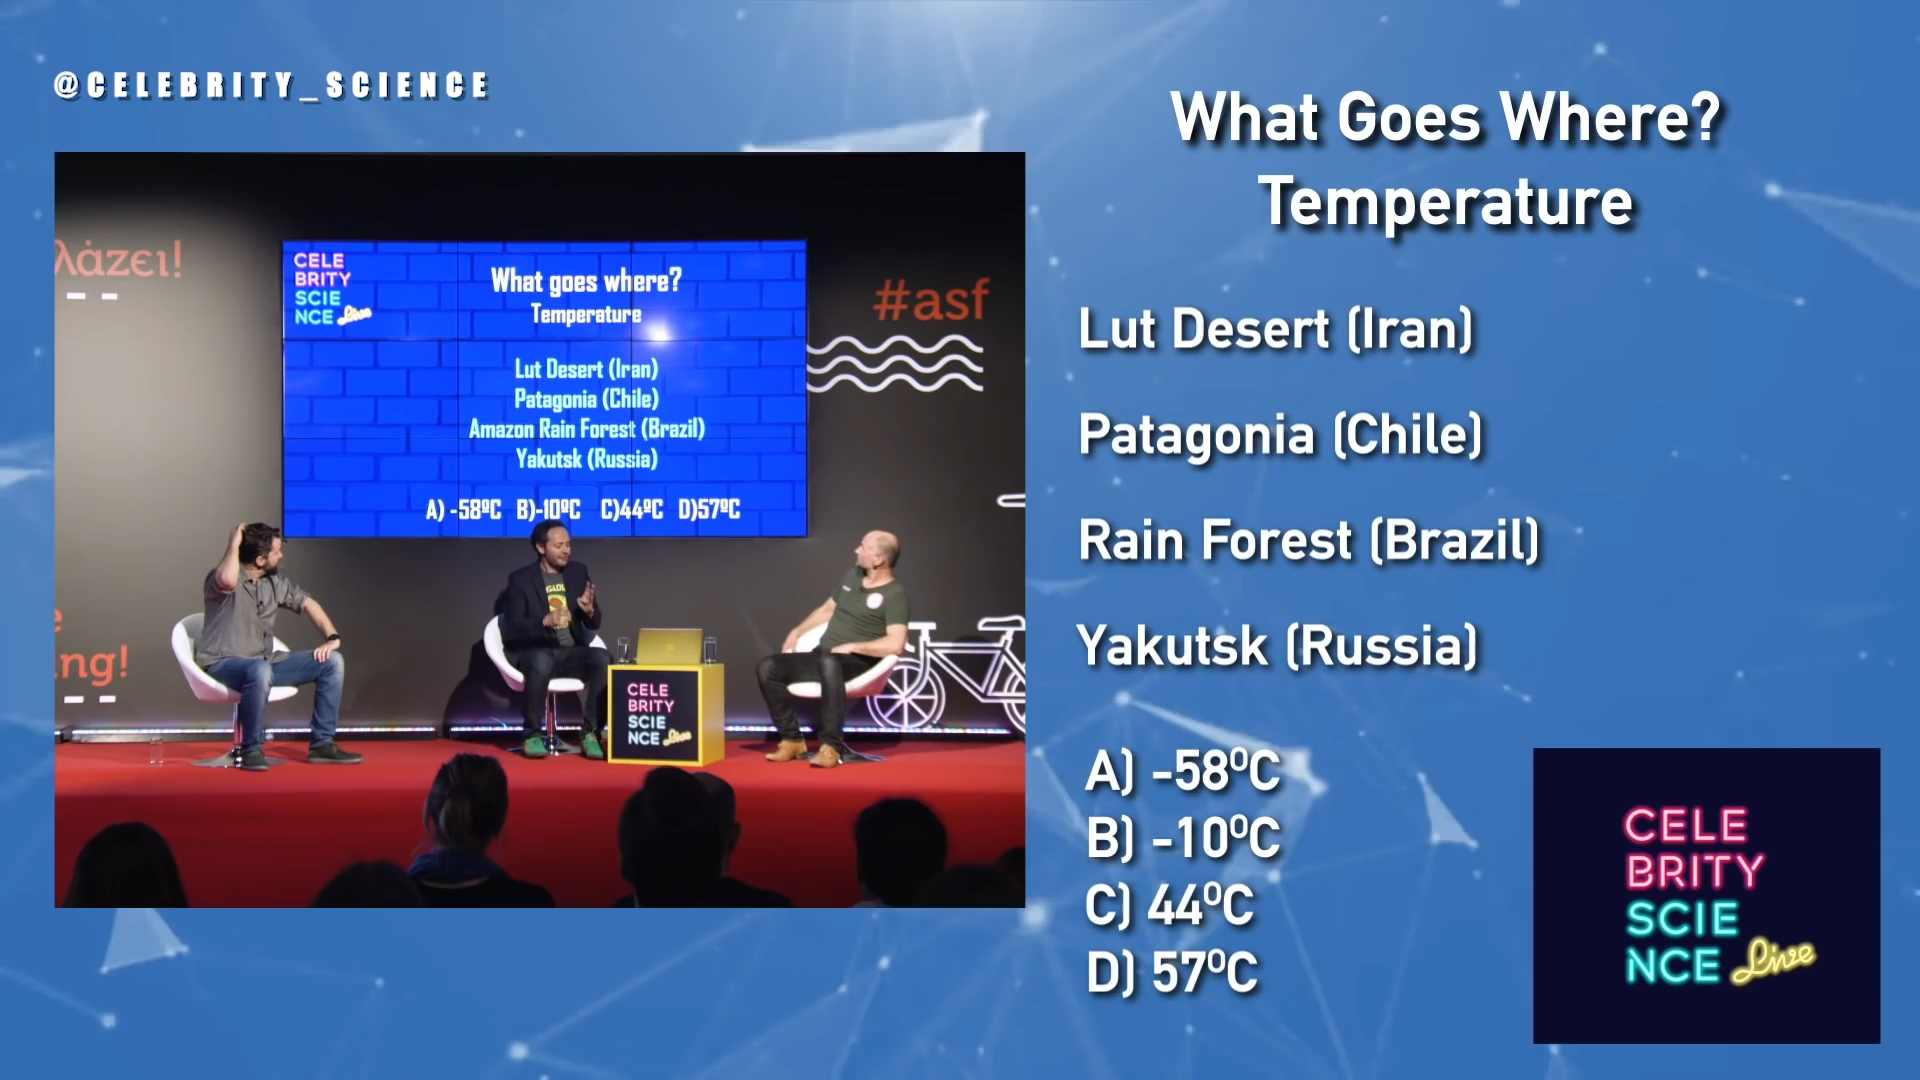 @CELEBRITY_SCIENCE
What Goes Where?
Temperature
Lut Desert (Iran)
Patagonia (Chile)
Rain Forest (Brazil)
Yakutsk (Russia)
A) -58ºC
B) -10ºC
C) 44ºC
D) 57ºC
CELE
BRITY
SCIE
NCE Live
λάζει!
CELE
BRITY
SCIE
NCE Live
What goes where?
Temperature
Lut Desert (Iran)
Patagonia (Chile)
Amazon Rain Forest (Brazil)
Yakutsk (Russia)
A) -58ºC B)-10ºC C)44ºC D)57ºC
#asf
ng!
CELE
BRITY
SCIE
NCE Live